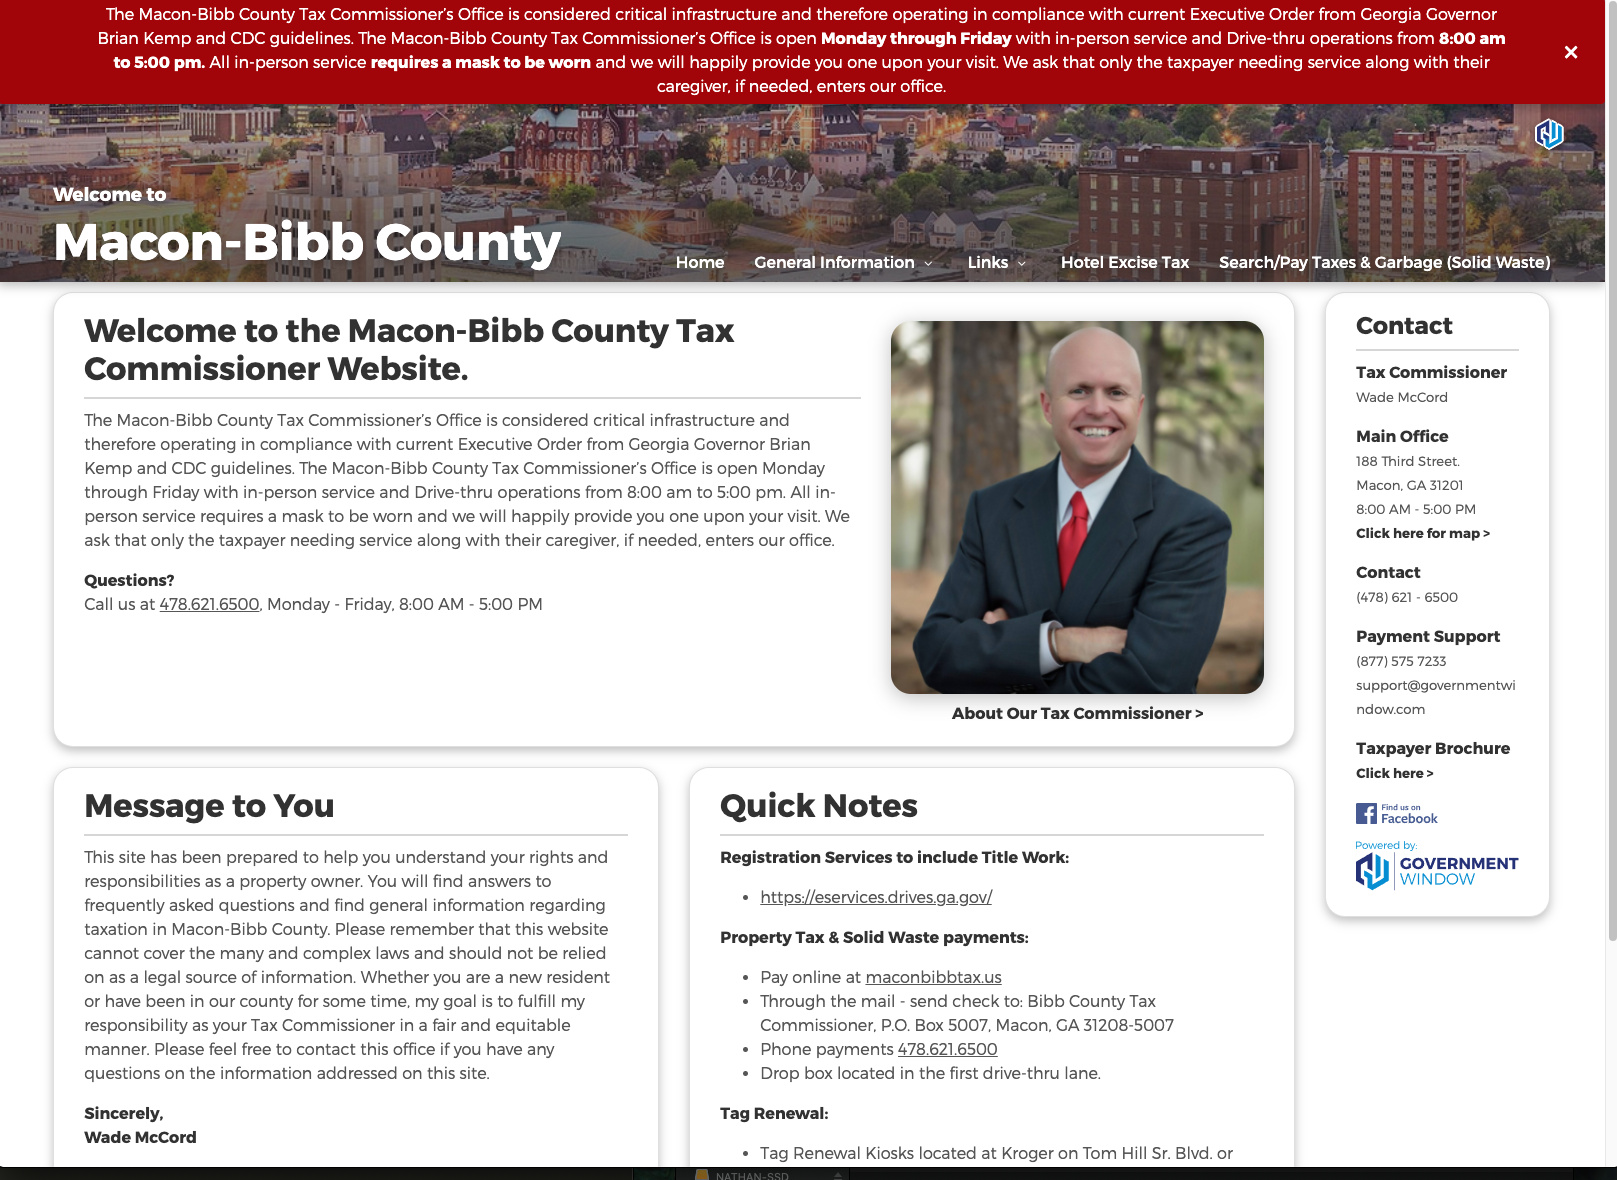 The Macon-Bibb County Tax Commissioner's Office is considered critical infrastructure and therefore operating in compliance with current Executive Order from Georgia Governor
Brian Kemp and CDC guidelines. The Macon-Bibb County Tax Commissioner's Office is open Monday through Friday with in-person service and Drive-thru operations from 8:00 am
to 5:00 pm. All in-person service requires a mask to be worn and we will happily provide you one upon your visit. We ask that only the taxpayer needing service along with their
caregiver, if needed, enters our office.
Welcome to
Macon-Bibb County
Home General Information Links Hotel Excise Tax Search/Pay Taxes & Garbage (Solid Waste)
Welcome to the Macon-Bibb County Tax
Commissioner Website.
The Macon-Bibb County Tax Commissioner's Office is considered critical infrastructure and
therefore operating in compliance with current Executive Order from Georgia Governor Brian
Kemp and CDC guidelines. The Macon-Bibb County Tax Commissioner's Office is open Monday
through Friday with in-person service and Drive-thru operations from 8:00 am to 5:00 pm. All in-
person service requires a mask to be worn and we will happily provide you one upon your visit. We
ask that only the taxpayer needing service along with their caregiver, if needed, enters our office.
Questions?
Call us at 478.621.6500, Monday - Friday, 8:00 AM - 5:00 PM
About Our Tax Commissioner >
Message to You
This site has been prepared to help you understand your rights and
responsibilities as a property owner. You will find answers to
frequently asked questions and find general information regarding
taxation in Macon-Bibb County. Please remember that this website
cannot cover the many and complex laws and should not be relied
on as a legal source of information. Whether you are a new resident
or have been in our county for some time, my goal is to fulfill my
responsibility as your Tax Commissioner in a fair and equitable
manner. Please feel free to contact this office if you have any
questions on the information addressed on this site.
Sincerely,
Wade McCord
Quick Notes
Registration Services to include Title Work:
• https://eservices.drives.ga.gov/
Property Tax & Solid Waste payments:
• Pay online at maconbibbtax.us
• Through the mail - send check to: Bibb County Tax
Commissioner, P.O. Box 5007, Macon, GA 31208-5007
• Phone payments 478.621.6500
• Drop box located in the first drive-thru lane.
Tag Renewal:
• Tag Renewal Kiosks located at Kroger on Tom Hill Sr. Blvd. or
Contact
Tax Commissioner
Wade McCord
Main Office
188 Third Street.
Macon, GA 31201
8:00 AM - 5:00 PM
Click here for map >
Contact
(478) 621 - 6500
Payment Support
(877) 575 7233
support@governmentwi
ndow.com
Taxpayer Brochure
Click here >
Find us on
Facebook
Powered by:
GOVERNMENT
WINDOW
NATHAN-SSD